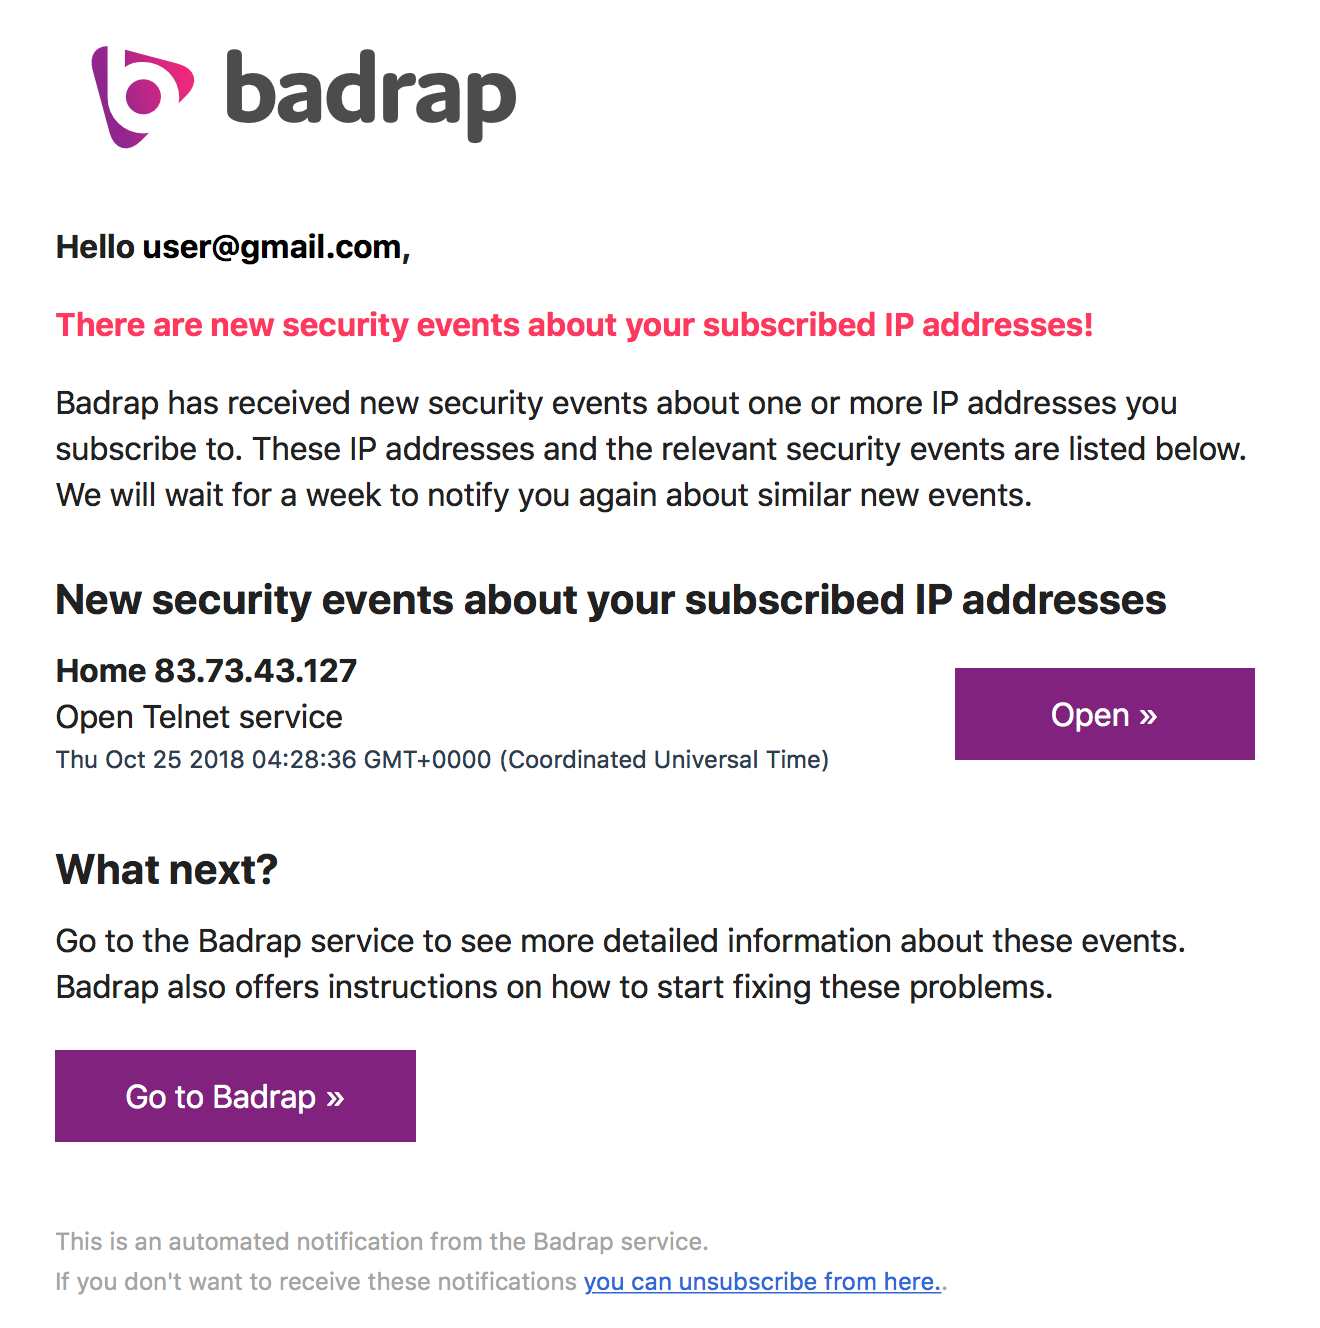 badrap
Hello user@gmail.com,
There are new security events about your subscribed IP addresses!
Badrap has received new security events about one or more IP addresses you
subscribe to. These IP addresses and the relevant security events are listed below.
We will wait for a week to notify you again about similar new events.
New security events about your subscribed IP addresses
Home 83.73.43.127
Open Telnet service
Thu Oct 25 2018 04:28:36 GMT+0000 (Coordinated Universal Time)
Open »
What next?
Go to the Badrap service to see more detailed information about these events.
Badrap also offers instructions on how to start fixing these problems.
Go to Badrap »
This is an automated notification from the Badrap service.
If you don't want to receive these notifications you can unsubscribe from here..